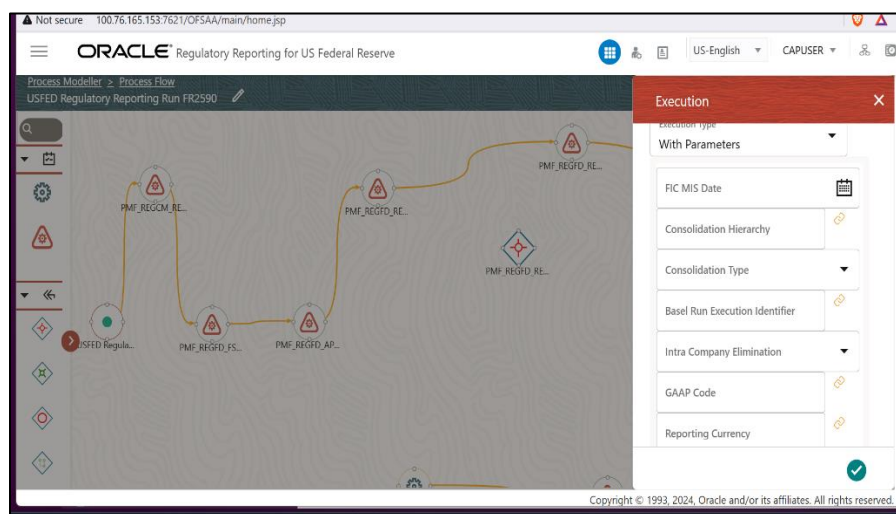 Not secure 100.76.165.153:7621/OFSAA/main/home.jsp
ORACLE® Regulatory Reporting for US Federal Reserve
US-English
CAPUSER
Process Modeller > Process Flow
USFED Regulatory Reporting Run FR2590
Execution
Execution Type
With Parameters
FIC MIS Date
Consolidation Hierarchy
Consolidation Type
Basel Run Execution Identifier
Intra Company Elimination
GAAP Code
Reporting Currency
PMF_REGFD_RE...
PMF_REGCM_RE...
PMF_REGFD_RE...
PMF_REGFD_RE...
USFED Regula...
PMF_REGFD_FS...
PMF_REGFD_AP...
Copyright © 1993, 2024, Oracle and/or its affiliates. All rights reserved.